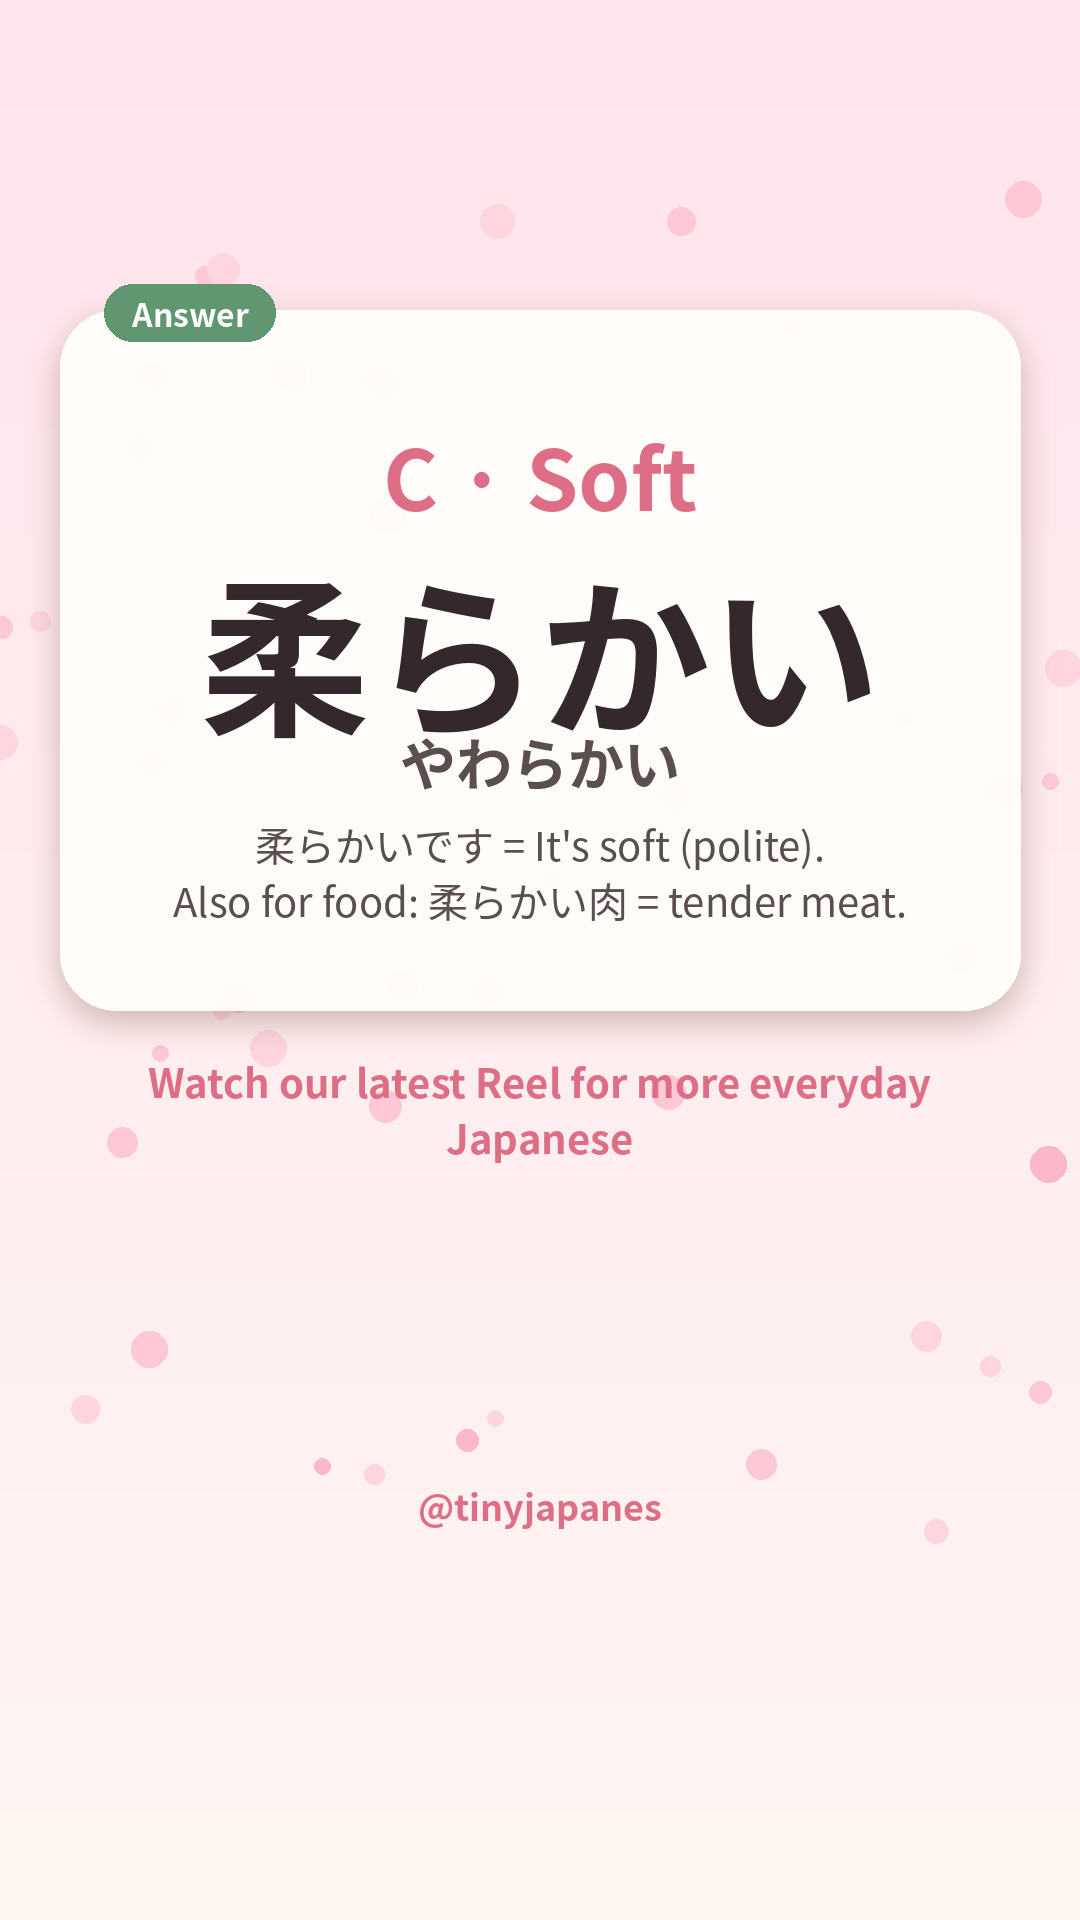 Answer
C · Soft
柔らかい
やわらかい
柔らかいです = It's soft (polite).
Also for food: 柔らかい肉 = tender meat.
Watch our latest Reel for more everyday
Japanese
@tinyjapanes